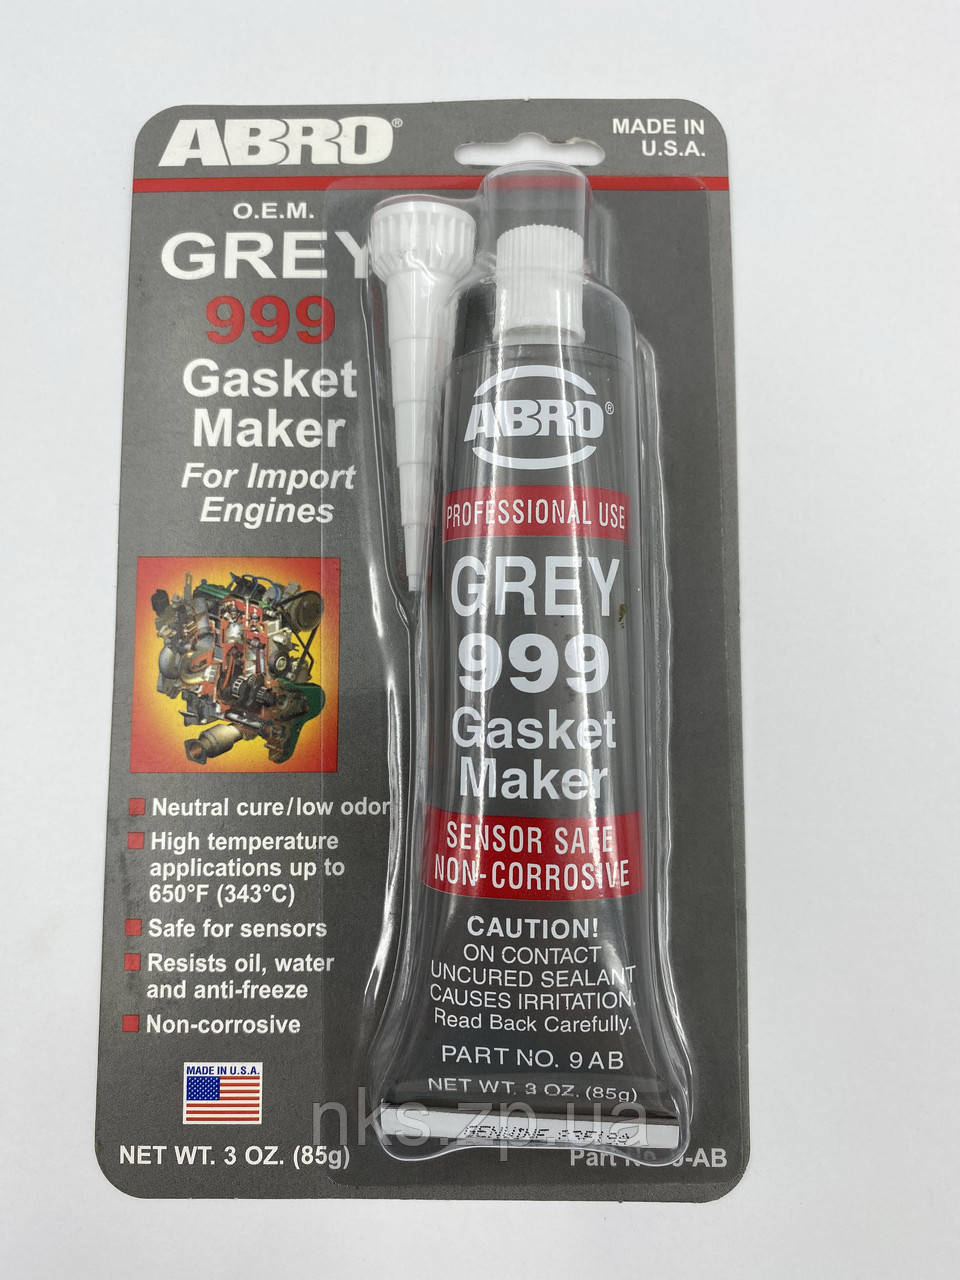 ABRO®
MADE IN
U.S.A.
O.E.M.
GREY
999
Gasket
Maker
For Import
Engines
Neutral cure/low odor
High temperature
applications up to
650°F (343°C)
Safe for sensors
Resists oil, water
and anti-freeze
Non-corrosive
MADE IN U.S.A.
NET WT. 3 OZ. (85g)
ABRO®
PROFESSIONAL USE
GREY
999
Gasket
Maker
SENSOR SAFE
NON-CORROSIVE
CAUTION!
ON CONTACT
UNCURED SEALANT
CAUSES IRRITATION.
Read Back Carefully.
PART NO. 9AB
NET WT. 3 OZ. (85g)
GENUINE
Part -AB
nks.zp.ua